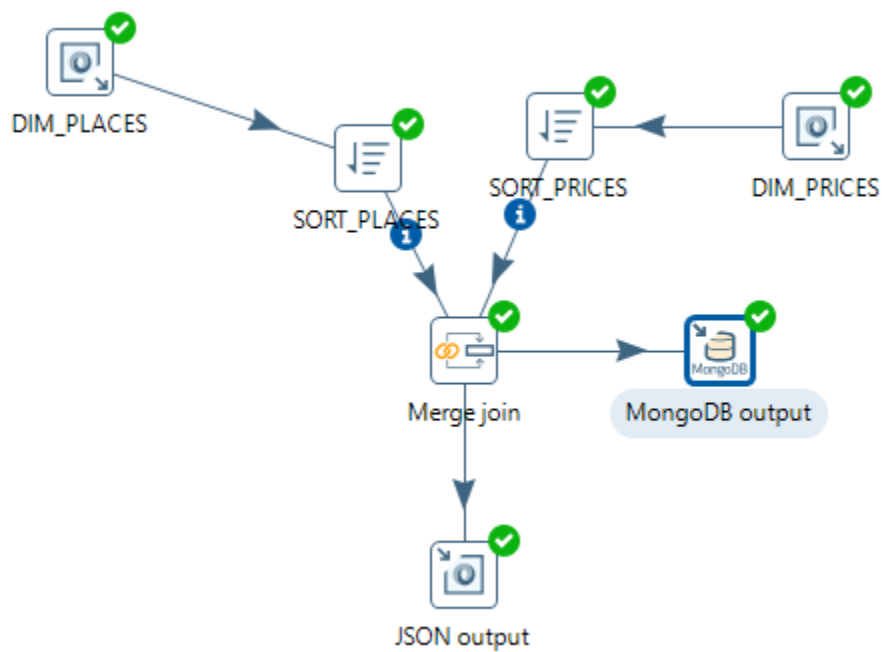 DIM_PLACES
SORT_PLACES
SORT_PRICES
DIM_PRICES
Merge join
MongoDB
MongoDB output
JSON output